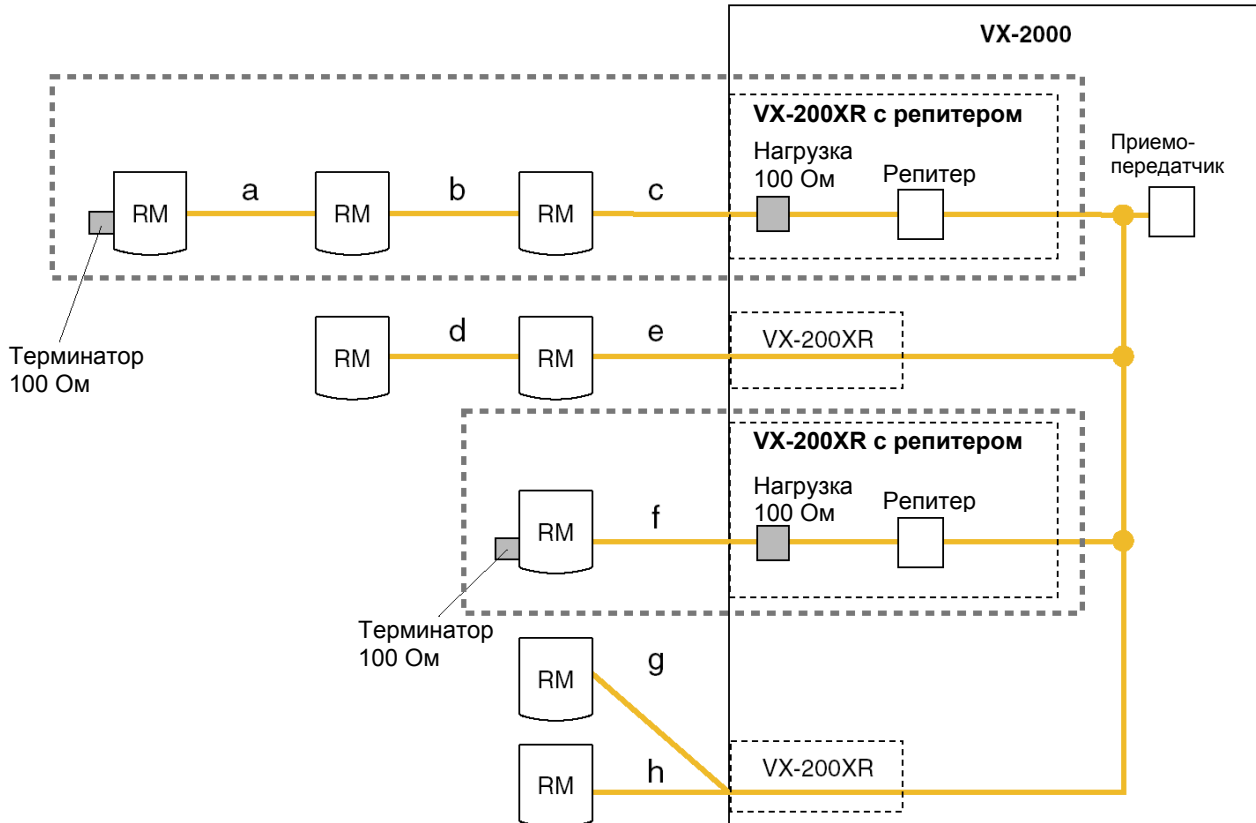 VX-2000
VX-200XR с репитером
Нагрузка
100 Ом
Репитер
Приемо-
передатчик
RM
a
RM
b
RM
c
Терминатор
100 Ом
RM
d
RM
e
VX-200XR
VX-200XR с репитером
Нагрузка
100 Ом
Репитер
RM
f
Терминатор
100 Ом
RM
g
RM
h
VX-200XR